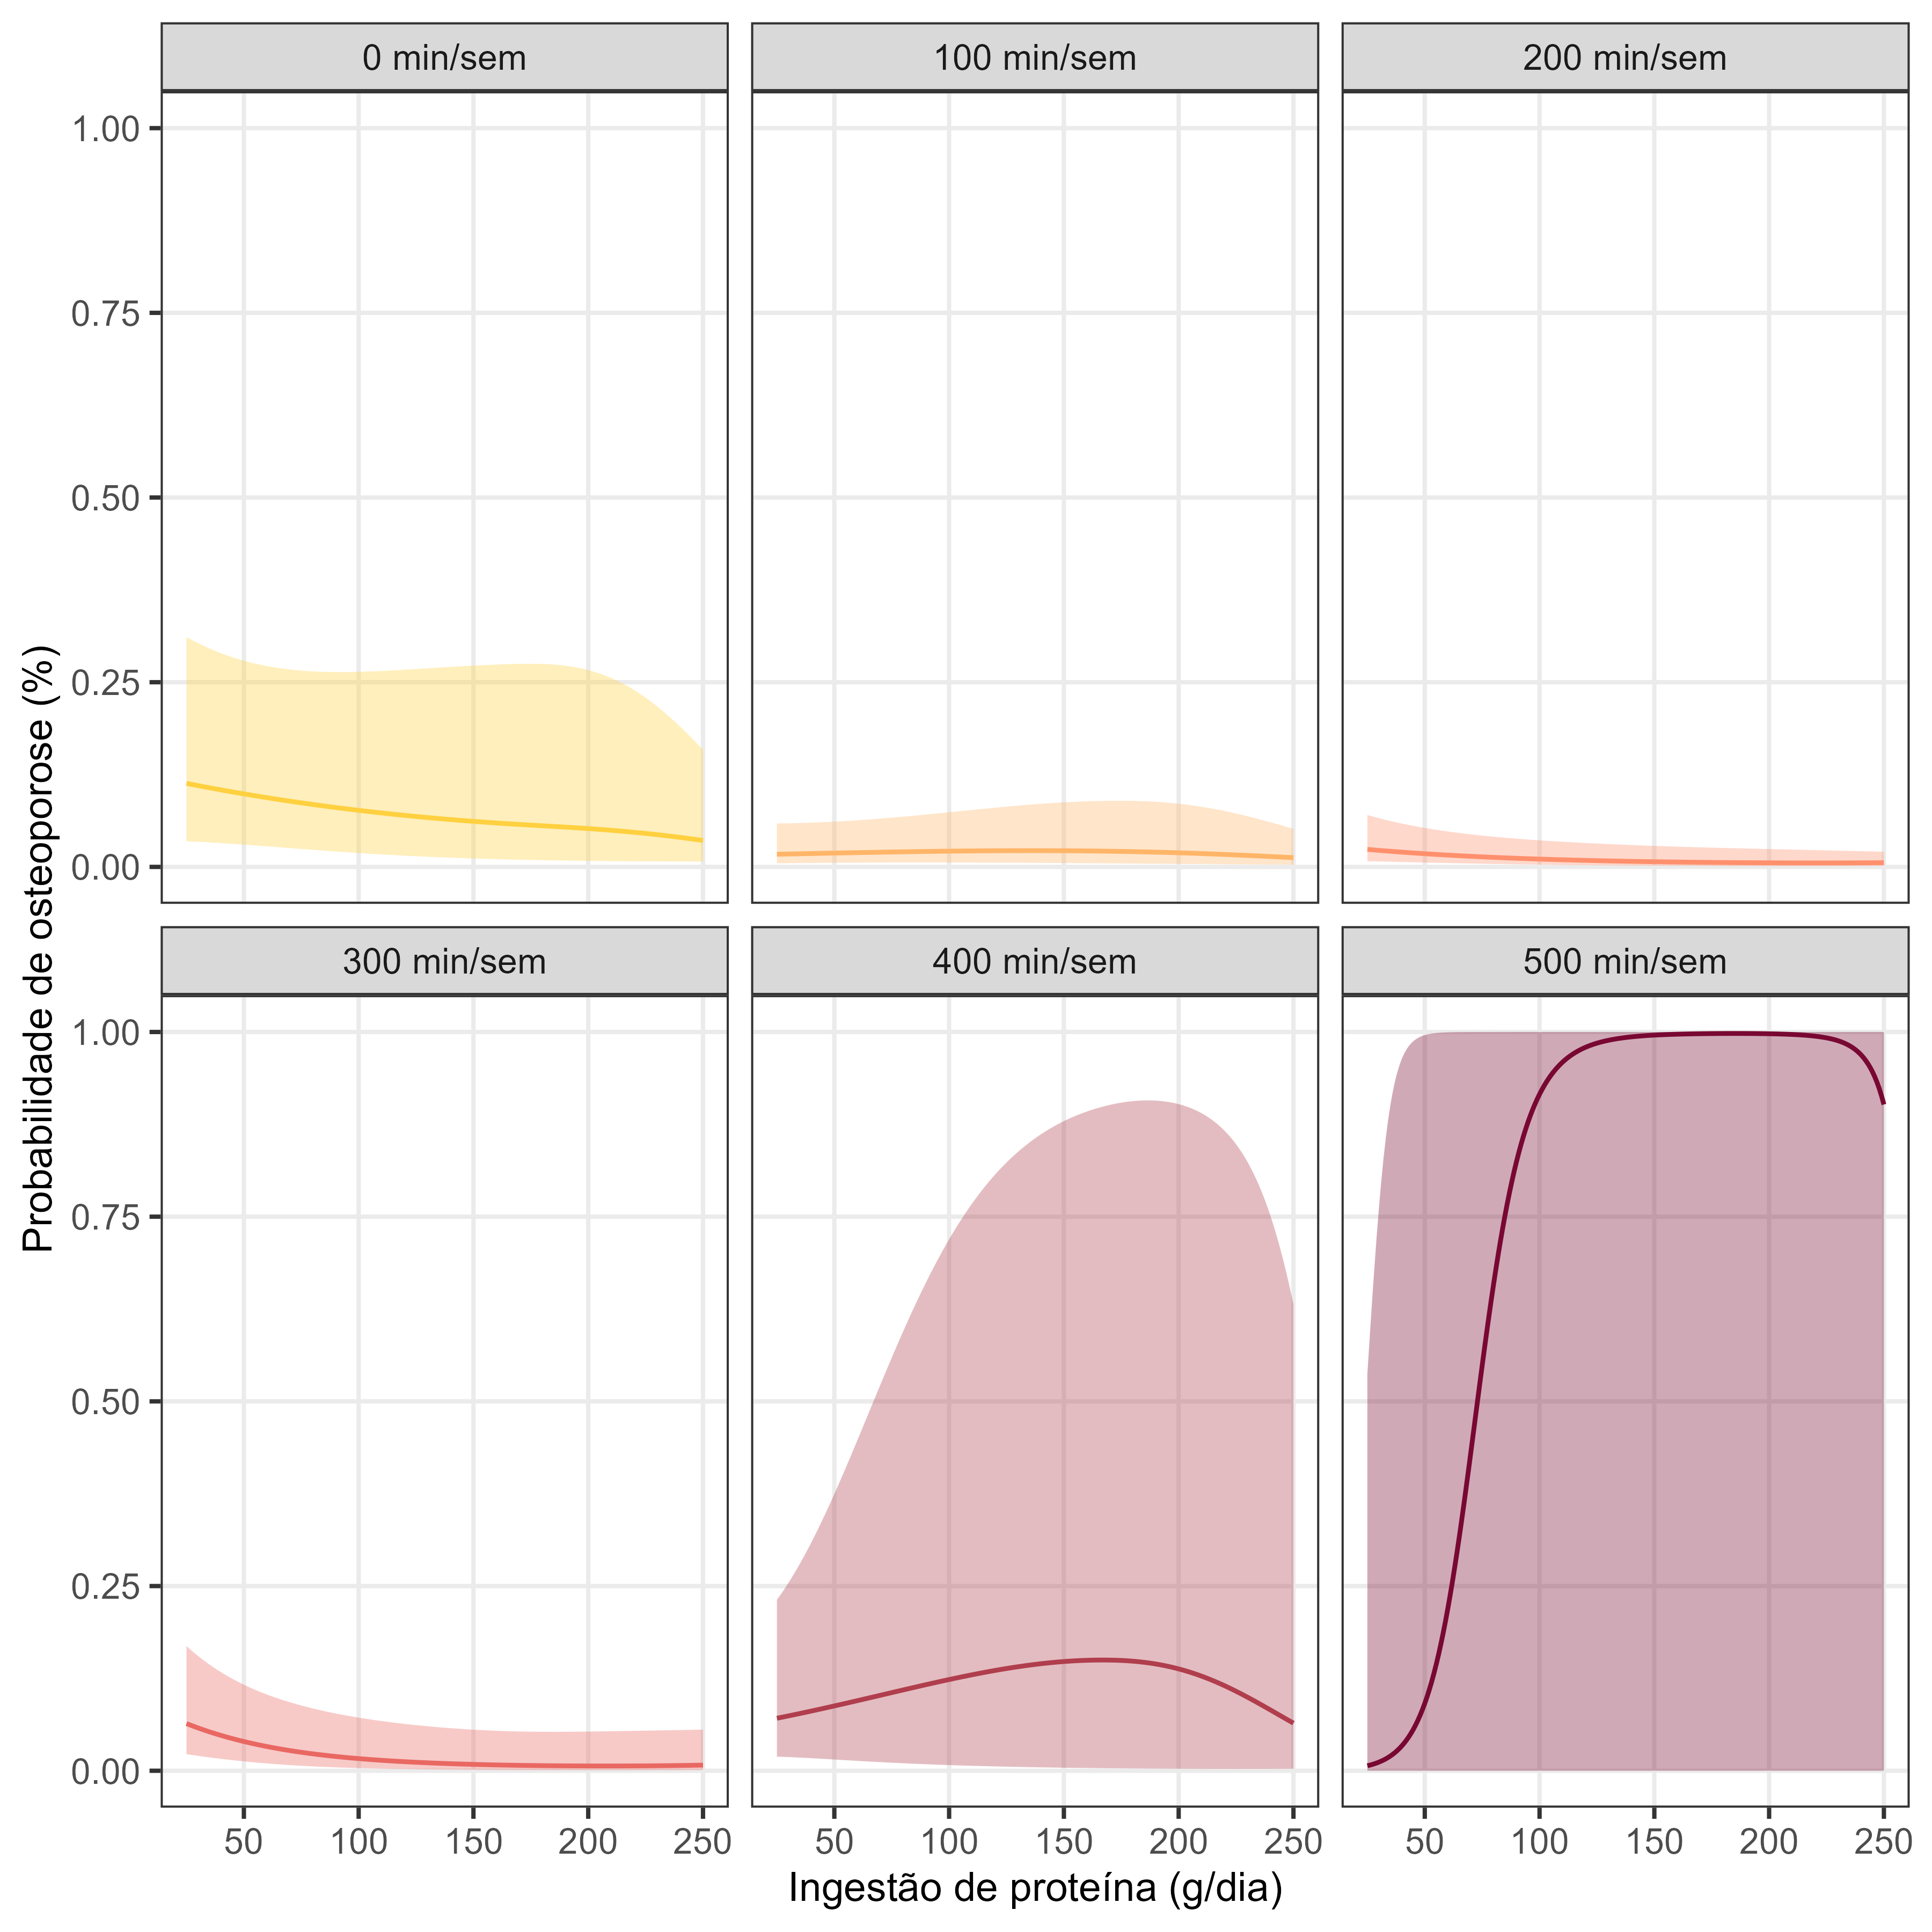 0 min/sem
100 min/sem
200 min/sem
1.00
0.75
0.50
0.25
0.00
300 min/sem
400 min/sem
500 min/sem
1.00
0.75
0.50
0.25
0.00
50 100 150 200 250
50 100 150 200 250
50 100 150 200 250
Ingestão de proteína (g/dia)
Probabilidade de osteoporose (%)